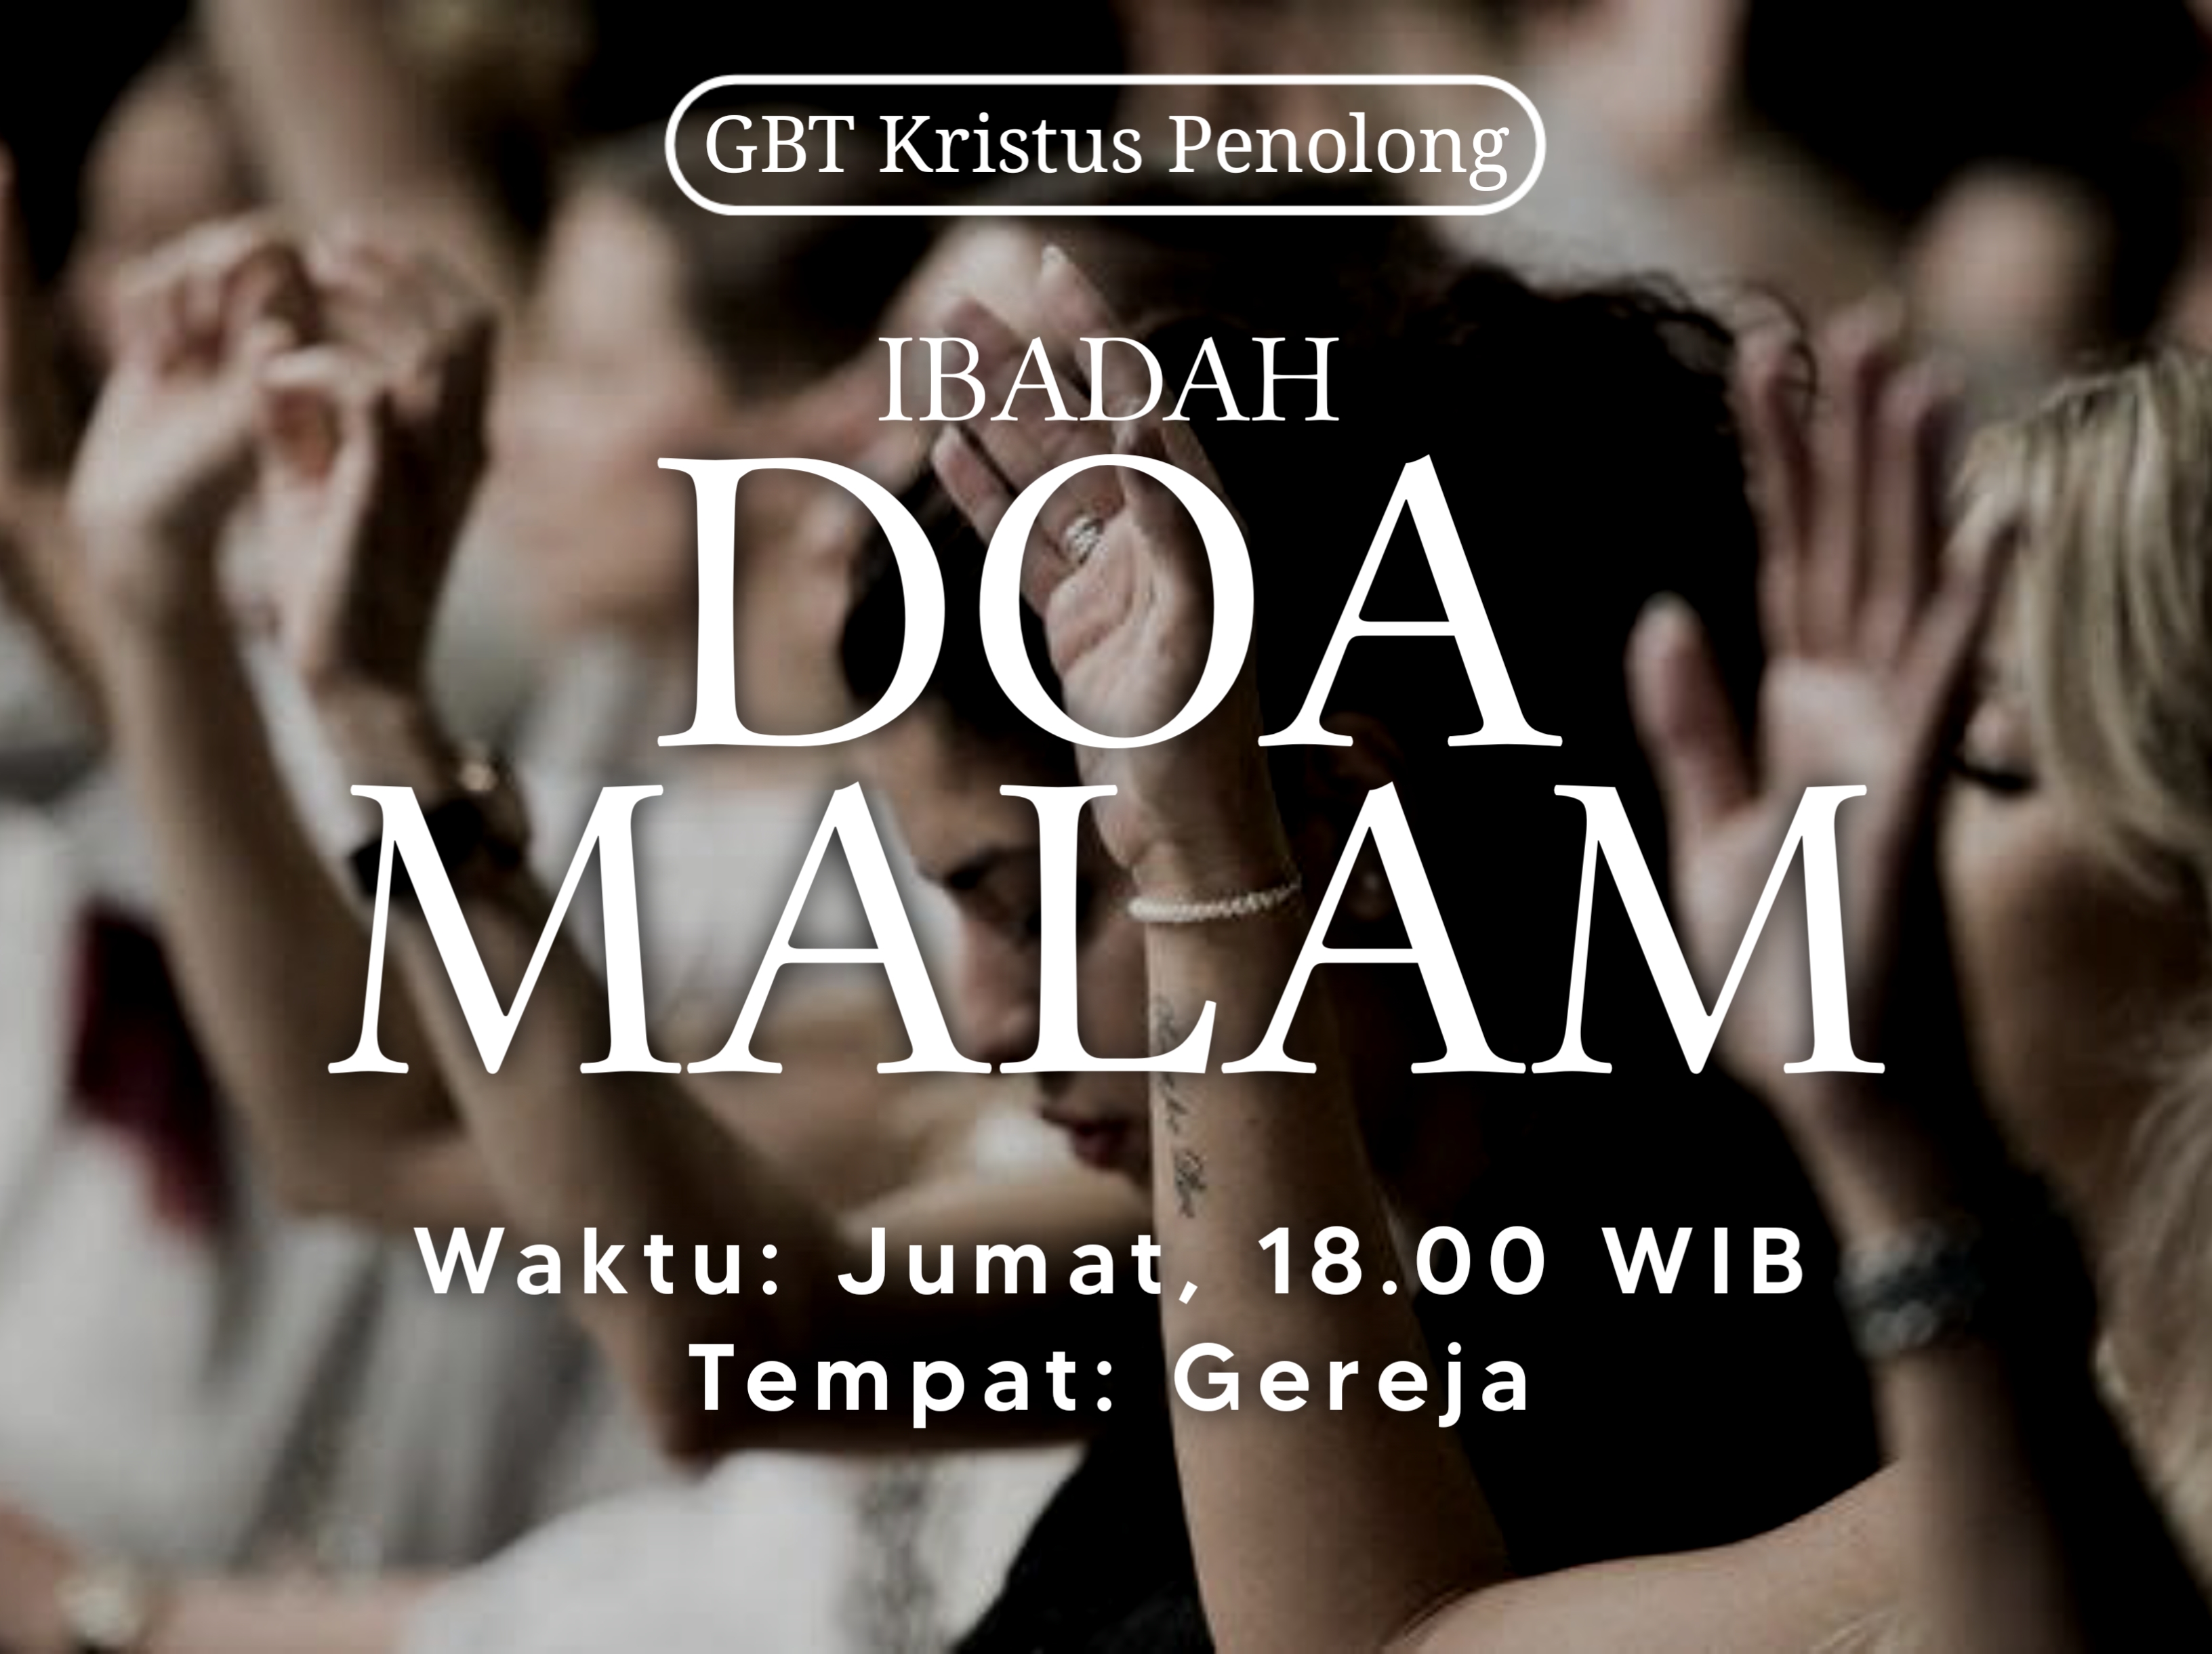 GBT Kristus Penolong
IBADAH
DOA
MALAM
Waktu: Jumat, 18.00 WIB
Tempat: Gereja